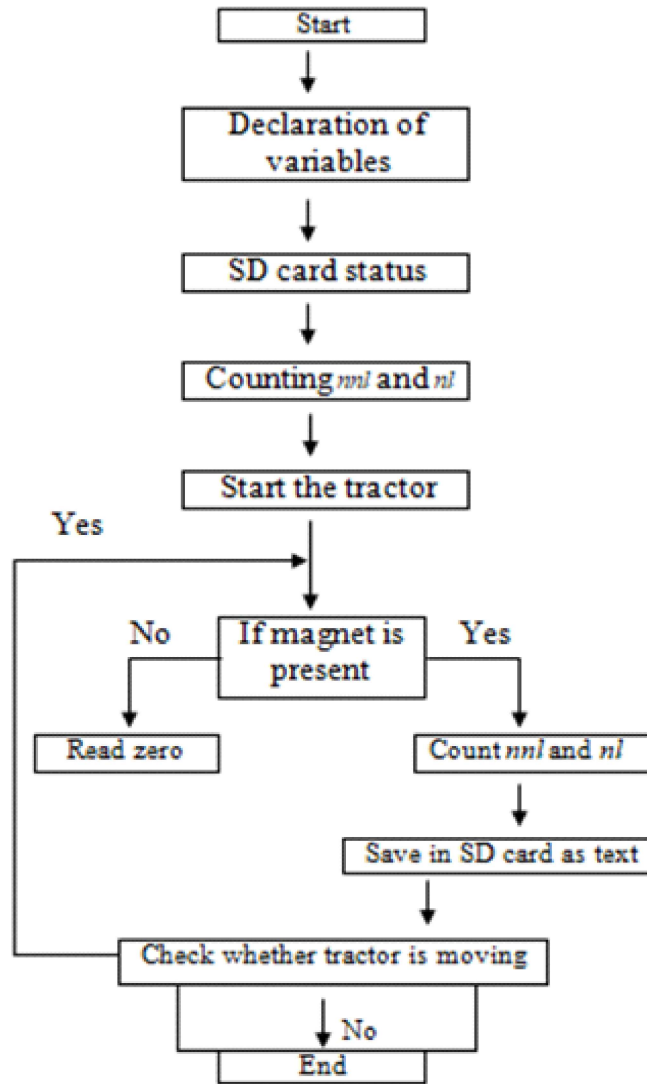 Start
Declaration of
variables
SD card status
Counting nnl and nl
Start the tractor
Yes
No
If magnet is
present
Yes
Read zero
Count nnl and nl
Save in SD card as text
Check whether tractor is moving
No
End